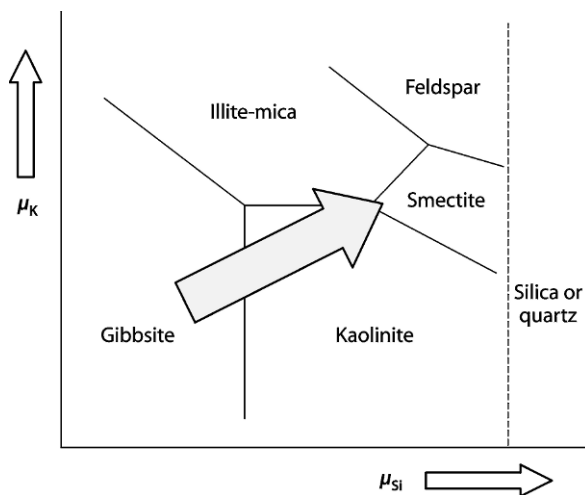 Feldspar
Illite-mica
μK
Smectite
Silica or
quartz
Gibbsite
Kaolinite
μSi